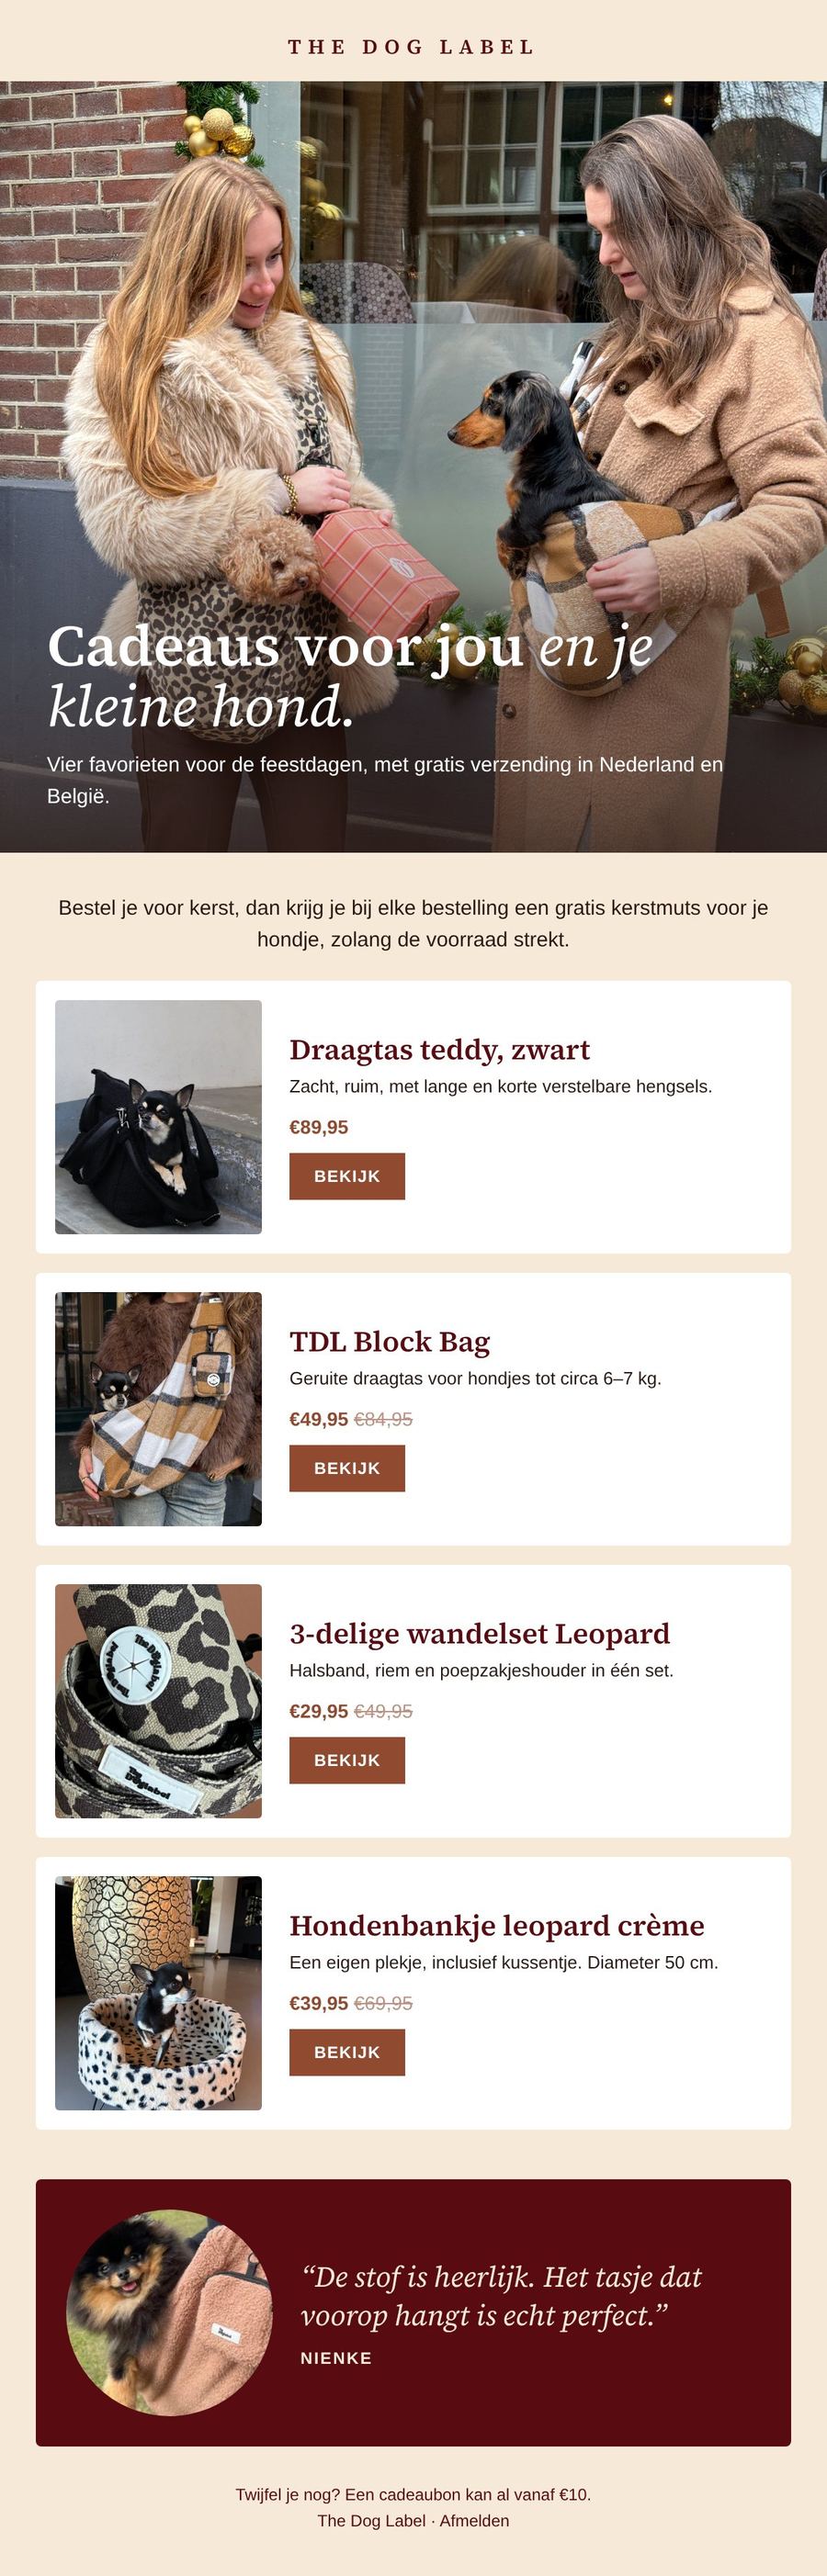 THE DOG LABEL
Cadeaus voor jou en je
kleine hond.
Vier favorieten voor de feestdagen, met gratis verzending in Nederland en
België.
Bestel je voor kerst, dan krijg je bij elke bestelling een gratis kerstmuts voor je
hondje, zolang de voorraad strekt.
Draagtas teddy, zwart
Zacht, ruim, met lange en korte verstelbare hengsels.
€89,95
BEKIJK
TDL Block Bag
Geruite draagtas voor hondjes tot circa 6–7 kg.
€49,95 €84,95
BEKIJK
The Doglabel
The Doglabel
The
Doglabel
3-delige wandelset Leopard
Halsband, riem en poepzakjeshouder in één set.
€29,95 €49,95
BEKIJK
Hondenbankje leopard crème
Een eigen plekje, inclusief kussentje. Diameter 50 cm.
€39,95 €69,95
BEKIJK
“De stof is heerlijk. Het tasje dat
voorop hangt is echt perfect.”
NIENKE
Twijfel je nog? Een cadeaubon kan al vanaf €10.
The Dog Label · Afmelden